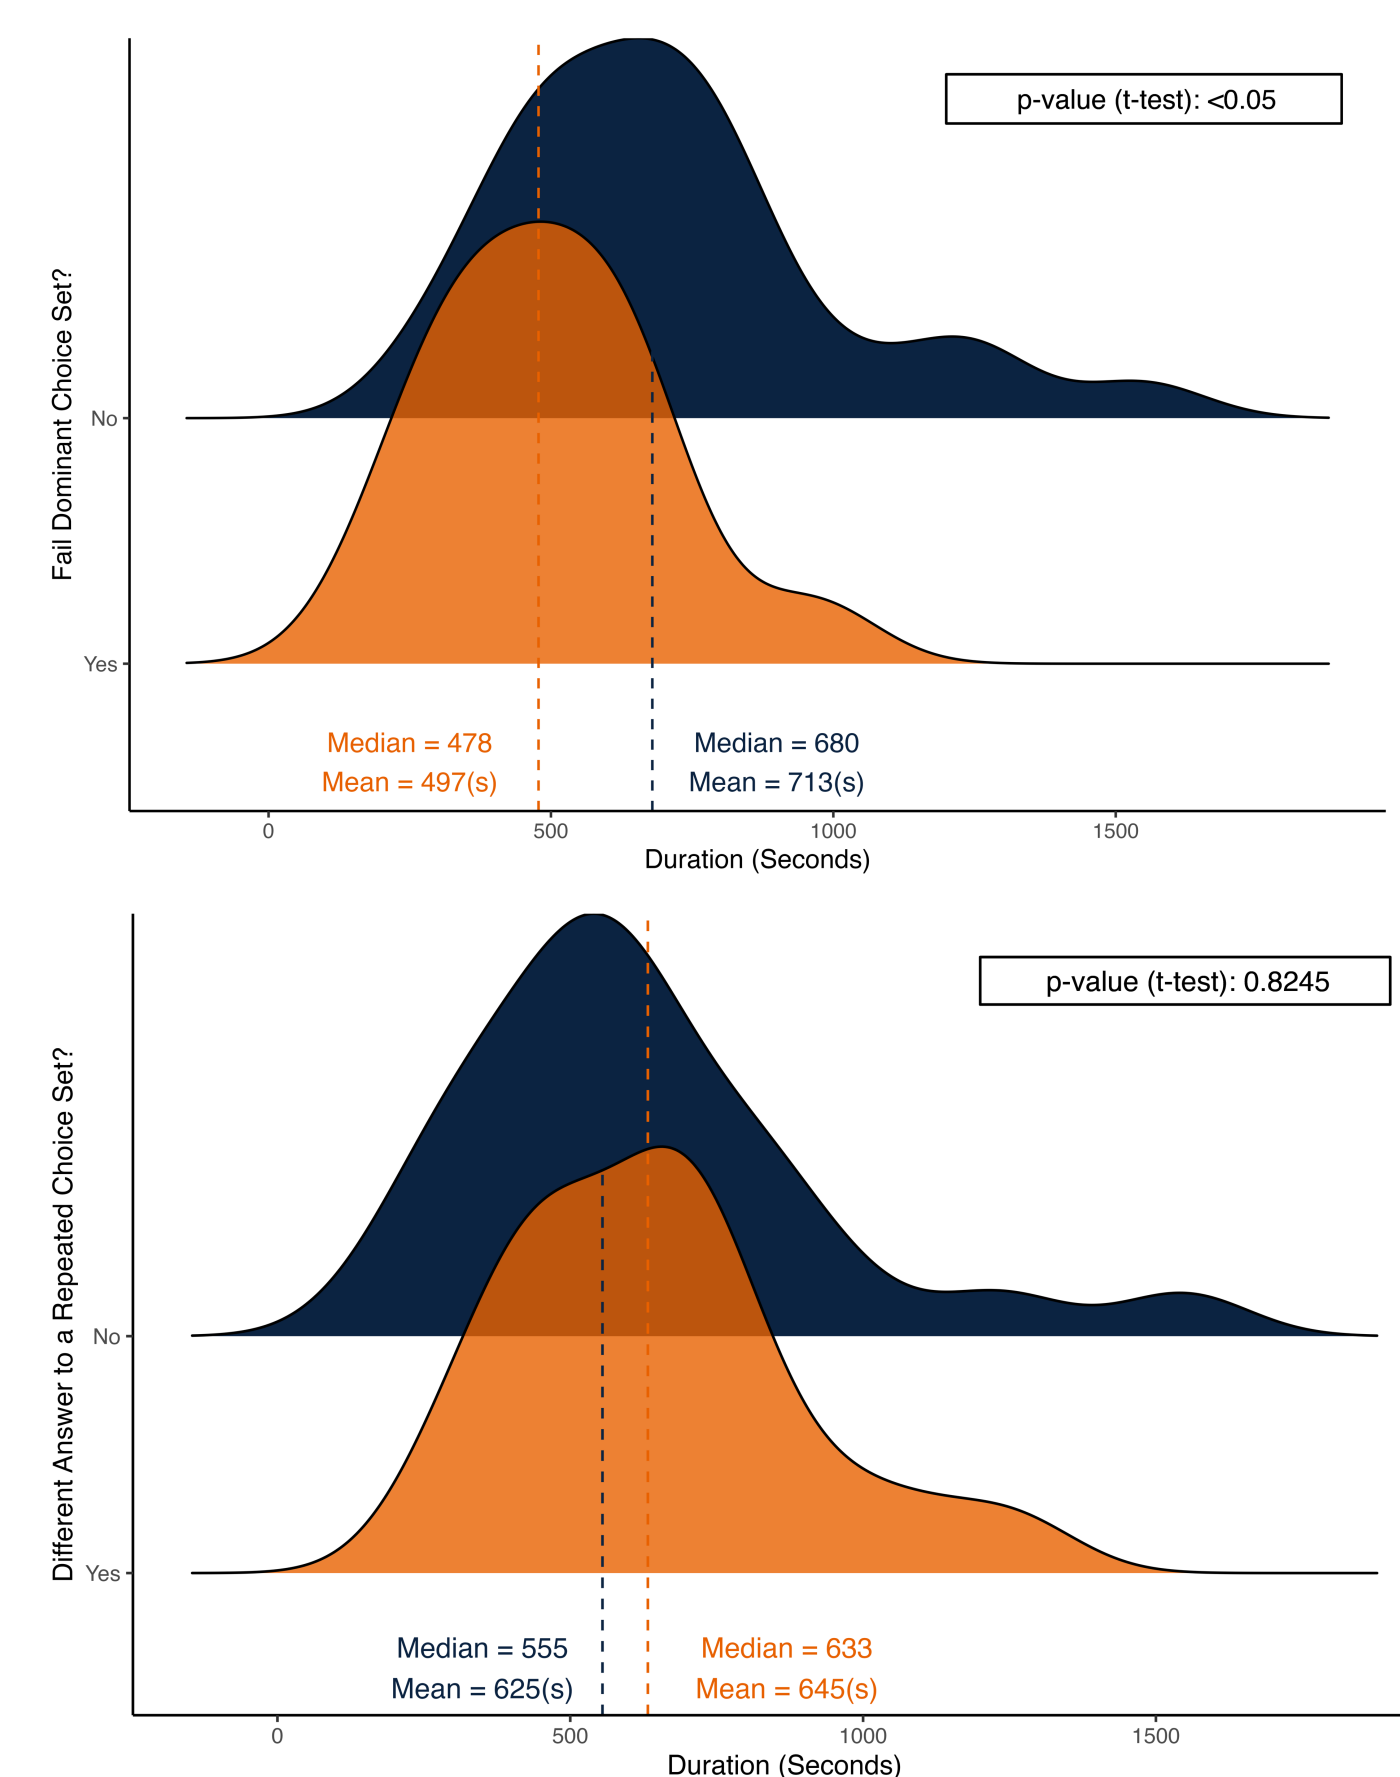 p-value (t-test): <0.05
Fail Dominant Choice Set?
No
Yes
Median = 478
Mean = 497(s)
Median = 680
Mean = 713(s)
0
500
1000
1500
Duration (Seconds)
p-value (t-test): 0.8245
Different Answer to a Repeated Choice Set?
No
Yes
Median = 555
Mean = 625(s)
Median = 633
Mean = 645(s)
0
500
1000
1500
Duration (Seconds)